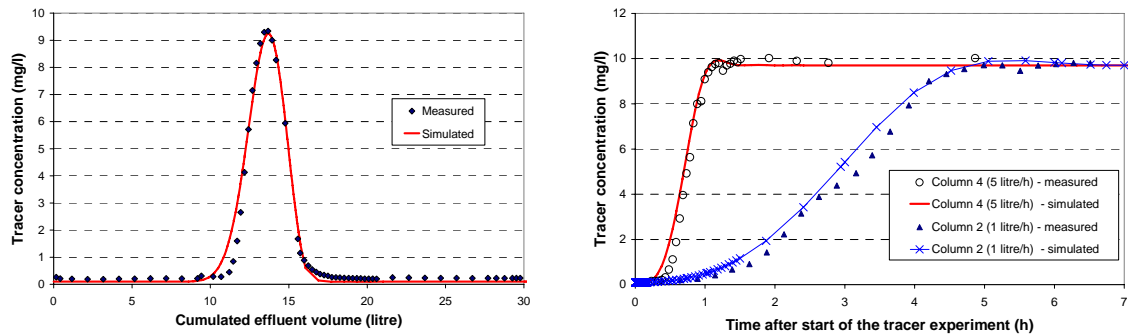 10
9
8
7
6
5
4
3
2
1
0
Tracer concentration (mg/l)
Measured
Simulated
0 5 10 15 20 25 30
Cumulated effluent volume (litre)
12
10
8
6
4
2
0
Tracer concentration (mg/l)
Column 4 (5 litre/h) - measured
Column 4 (5 litre/h) - simulated
Column 2 (1 litre/h) - measured
Column 2 (1 litre/h) - simulated
0 1 2 3 4 5 6 7
Time after start of the tracer experiment (h)